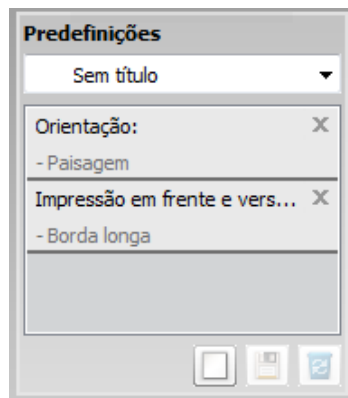 Predefinições
Sem título
Orientação:
- Paisagem
Impressão em frente e vers...
- Borda longa